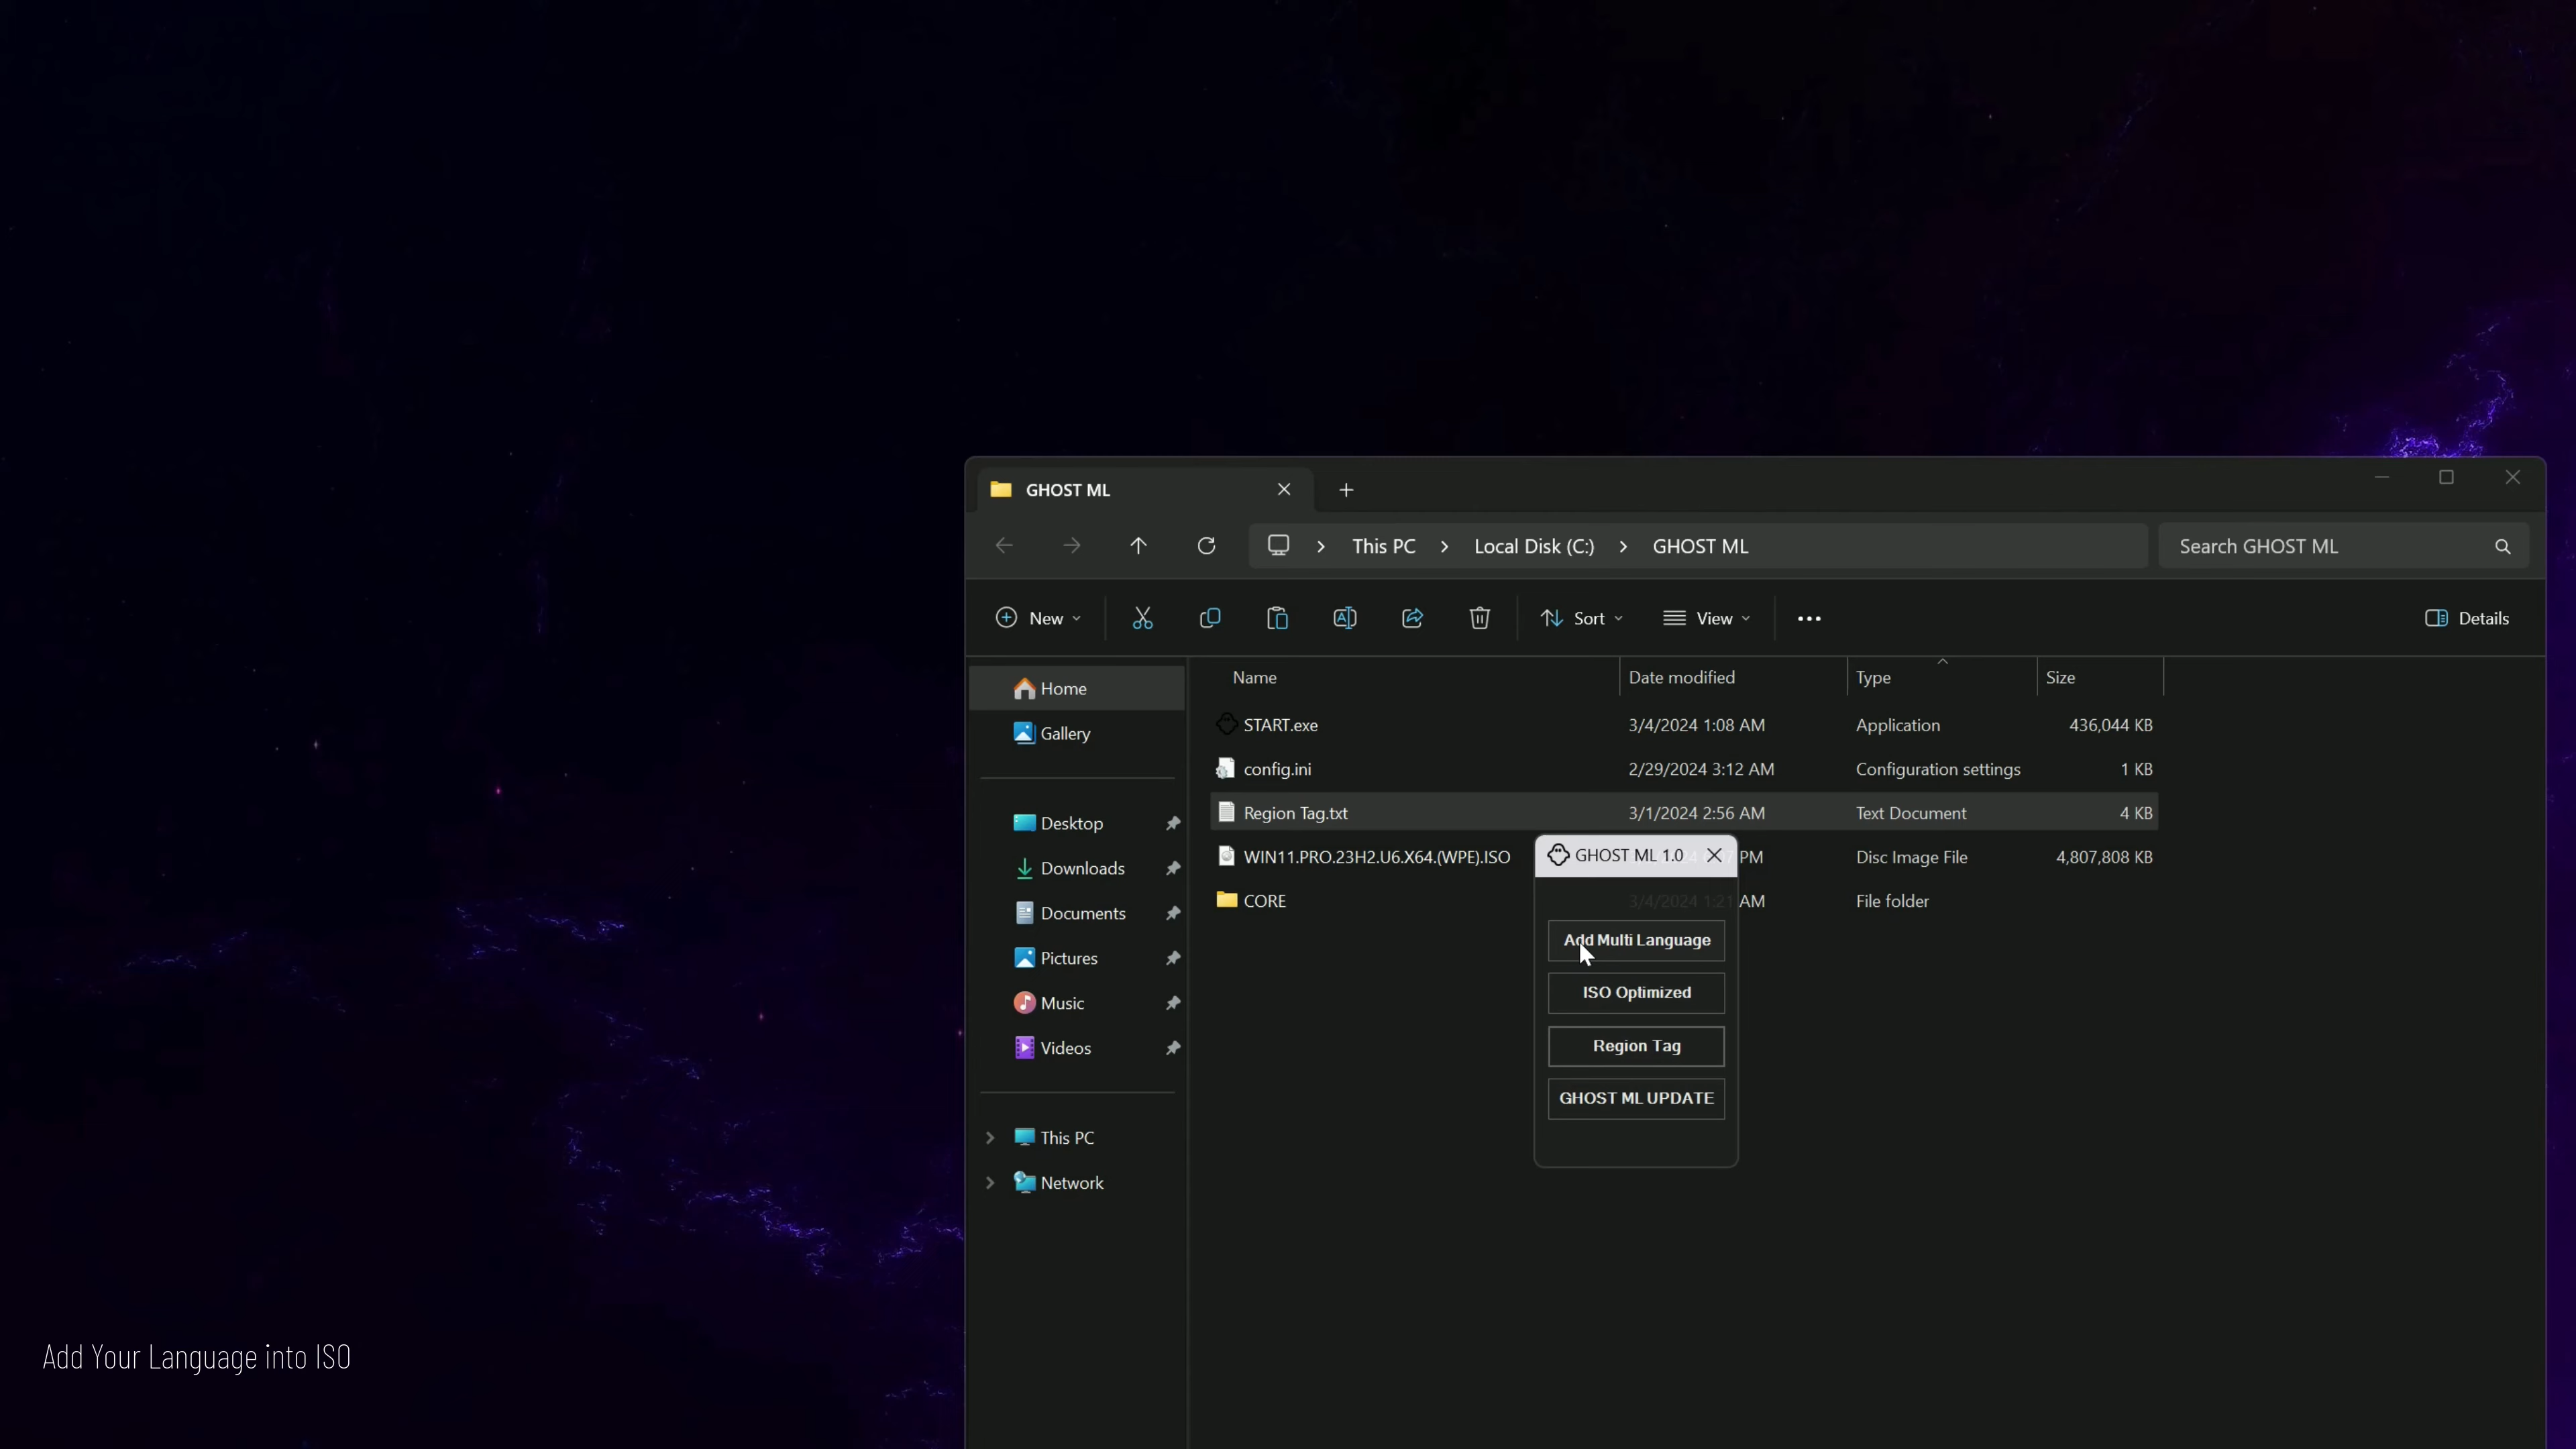 GHOST ML
This PC > Local Disk (C:) > GHOST ML
Search GHOST ML
New
Sort
View
Details
Home
Gallery
Desktop
Downloads
Documents
Pictures
Music
Videos
This PC
Network
Name Date modified Type Size
START.exe 3/4/2024 1:08 AM Application 436,044 KB
config.ini 2/29/2024 3:12 AM Configuration settings 1 KB
Region Tag.txt 3/1/2024 2:56 AM Text Document 4 KB
WIN11.PRO.23H2.U6.X64.(WPE).ISO PM Disc Image File 4,807,808 KB
CORE 3/4/2024 1:21 AM File folder
GHOST ML 1.0
Add Multi Language
ISO Optimized
Region Tag
GHOST ML UPDATE
Add Your Language into ISO